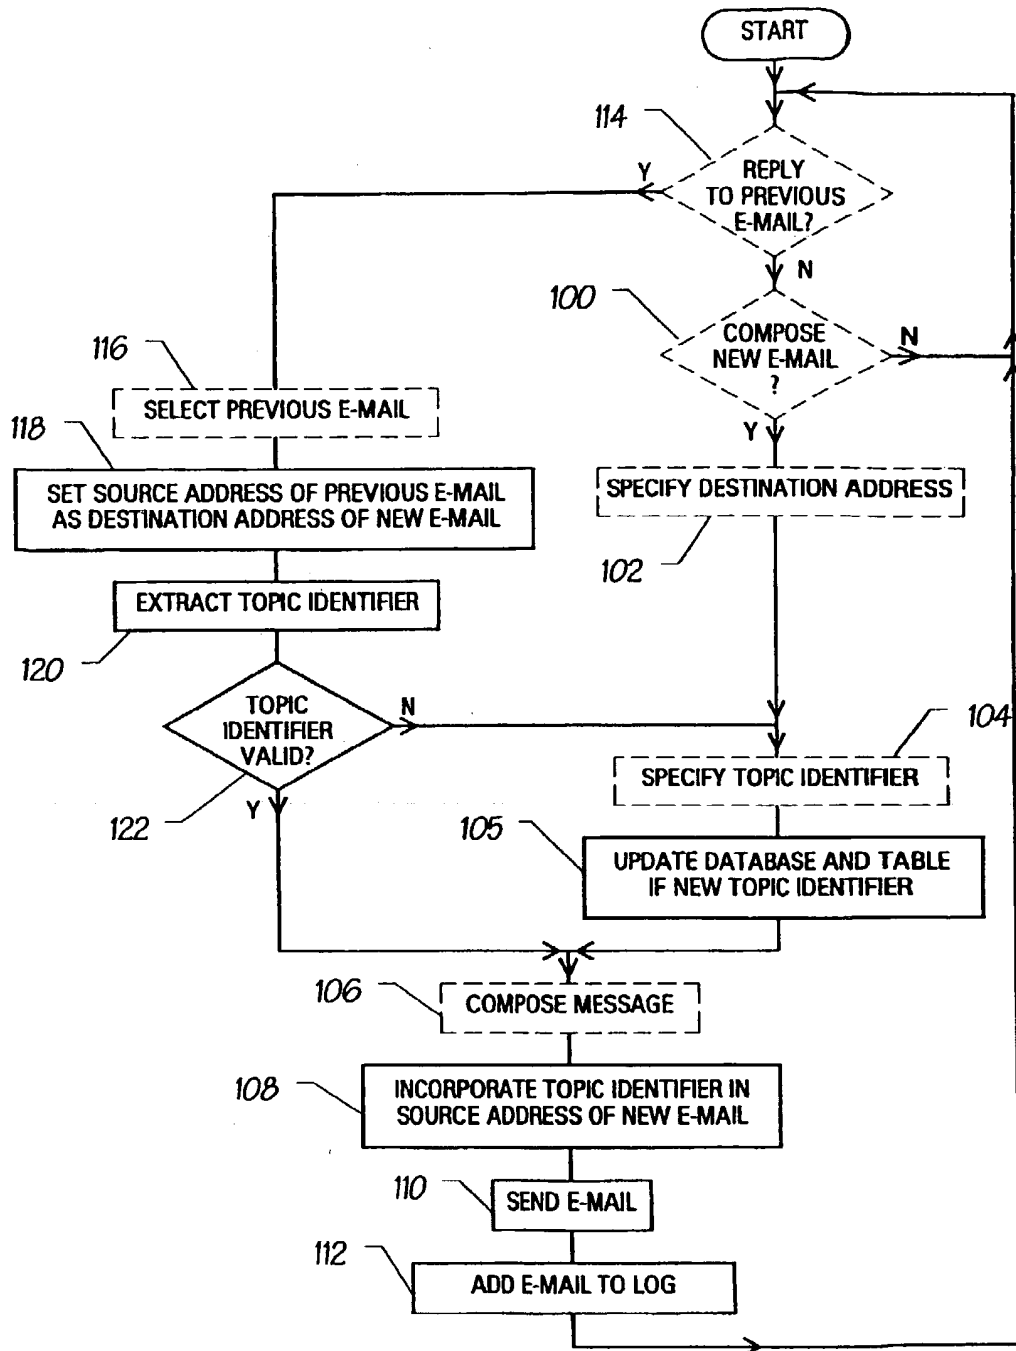 START
114
REPLY
TO PREVIOUS
E-MAIL?
Y
N
100
COMPOSE
NEW E-MAIL
?
N
Y
116
SELECT PREVIOUS E-MAIL
118
SET SOURCE ADDRESS OF PREVIOUS E-MAIL
AS DESTINATION ADDRESS OF NEW E-MAIL
SPECIFY DESTINATION ADDRESS
102
EXTRACT TOPIC IDENTIFIER
120
TOPIC
IDENTIFIER
VALID?
N
Y
122
104
SPECIFY TOPIC IDENTIFIER
105
UPDATE DATABASE AND TABLE
IF NEW TOPIC IDENTIFIER
106
COMPOSE MESSAGE
108
INCORPORATE TOPIC IDENTIFIER IN
SOURCE ADDRESS OF NEW E-MAIL
110
SEND E-MAIL
112
ADD E-MAIL TO LOG